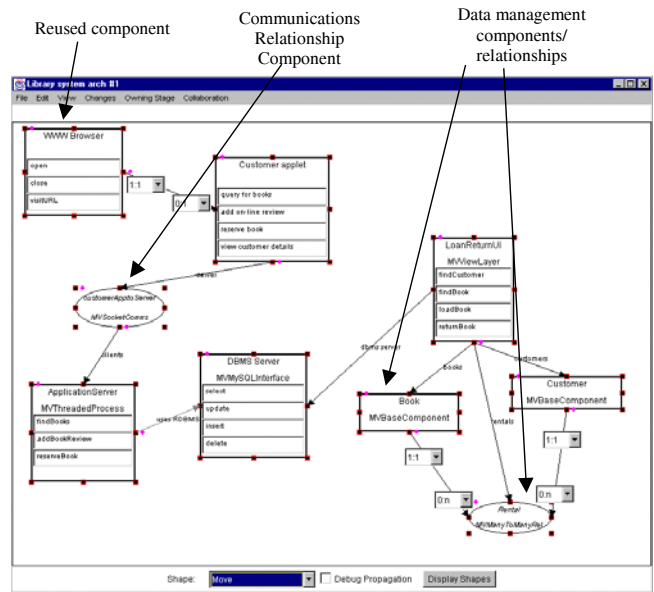 Reused component
Communications
Relationship
Component
Data management
components/
relationships
Library system arch #1
File Edit View Changes Owning Stage Collaboration
WWW Browser
open
close
visitURL
1:1
0:1
Customer applet
query for books
add on-line review
reserve book
view customer details
server
customerApptoServer
MVSocketComms
clients
ApplicationServer
MVThreadedProcess
findBooks
addBookReview
reserveBook
uses RDBMS
DBMS Server
MVMySQLInterface
select
update
insert
delete
dbms server
LoanReturnUI
MVViewLayer
findCustomer
findBook
loadBook
returnBook
books
customers
rentals
Book
MVBaseComponent
Customer
MVBaseComponent
1:1
0:n
1:1
0:n
Rental
MVManyToManyRel
Shape: Move Debug Propagation Display Shapes